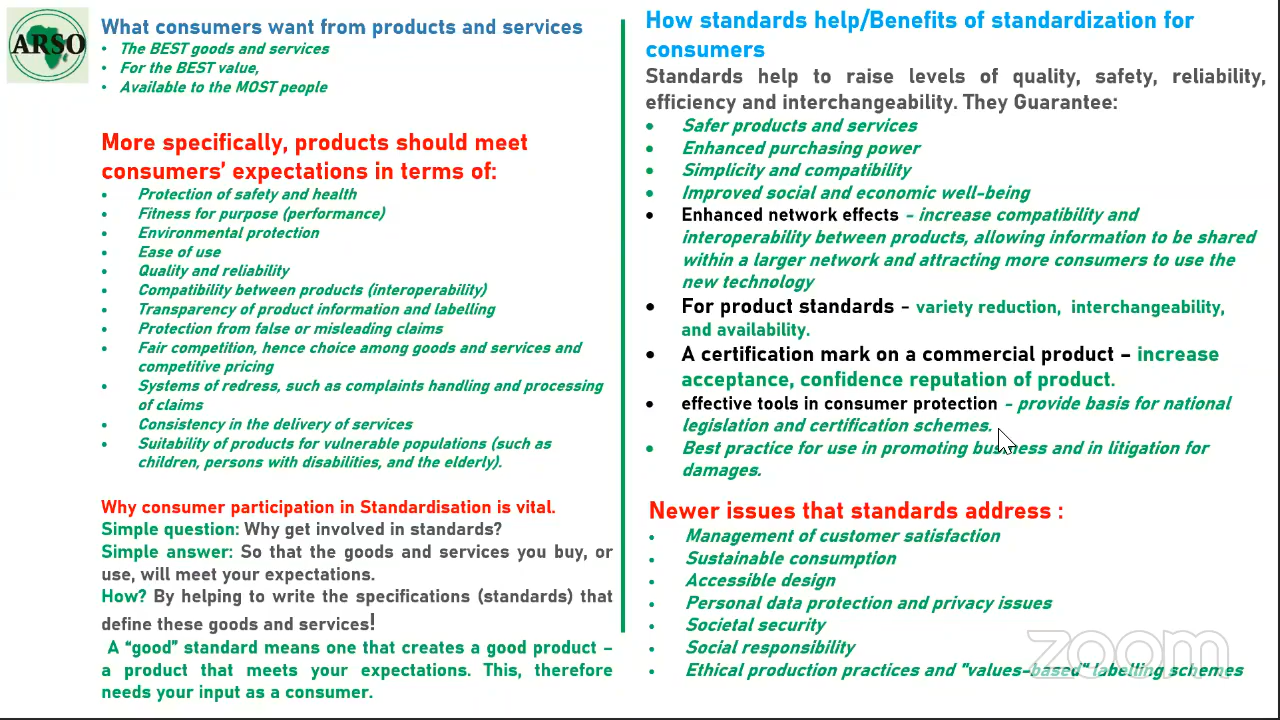 ARSO
What consumers want from products and services
• The BEST goods and services
• For the BEST value,
• Available to the MOST people
More specifically, products should meet
consumers’ expectations in terms of:
• Protection of safety and health
• Fitness for purpose (performance)
• Environmental protection
• Ease of use
• Quality and reliability
• Compatibility between products (interoperability)
• Transparency of product information and labelling
• Protection from false or misleading claims
• Fair competition, hence choice among goods and services and
competitive pricing
• Systems of redress, such as complaints handling and processing
of claims
• Consistency in the delivery of services
• Suitability of products for vulnerable populations (such as
children, persons with disabilities, and the elderly).
Why consumer participation in Standardisation is vital.
Simple question: Why get involved in standards?
Simple answer: So that the goods and services you buy, or
use, will meet your expectations.
How? By helping to write the specifications (standards) that
define these goods and services!
A “good” standard means one that creates a good product –
a product that meets your expectations. This, therefore
needs your input as a consumer.
How standards help/Benefits of standardization for
consumers
Standards help to raise levels of quality, safety, reliability,
efficiency and interchangeability. They Guarantee:
• Safer products and services
• Enhanced purchasing power
• Simplicity and compatibility
• Improved social and economic well-being
• Enhanced network effects - increase compatibility and
interoperability between products, allowing information to be shared
within a larger network and attracting more consumers to use the
new technology
• For product standards - variety reduction, interchangeability,
and availability.
• A certification mark on a commercial product – increase
acceptance, confidence reputation of product.
• effective tools in consumer protection - provide basis for national
legislation and certification schemes.
• Best practice for use in promoting business and in litigation for
damages.
Newer issues that standards address :
• Management of customer satisfaction
• Sustainable consumption
• Accessible design
• Personal data protection and privacy issues
• Societal security
• Social responsibility
• Ethical production practices and "values-based" labelling schemes
zoom